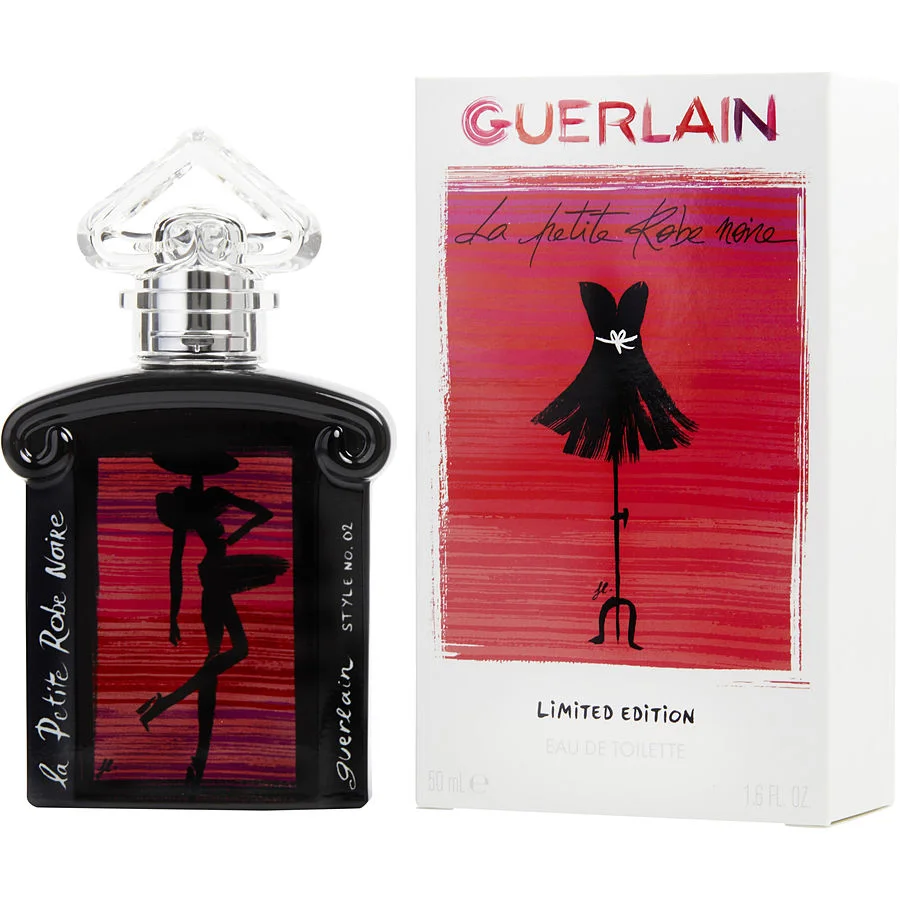 la Petite Robe Noire
Guerlain STYLE NO. 02
GUERLAIN
La petite Robe noire
LIMITED EDITION
EAU DE TOILETTE
50 mL ℮
1.6 FL. OZ